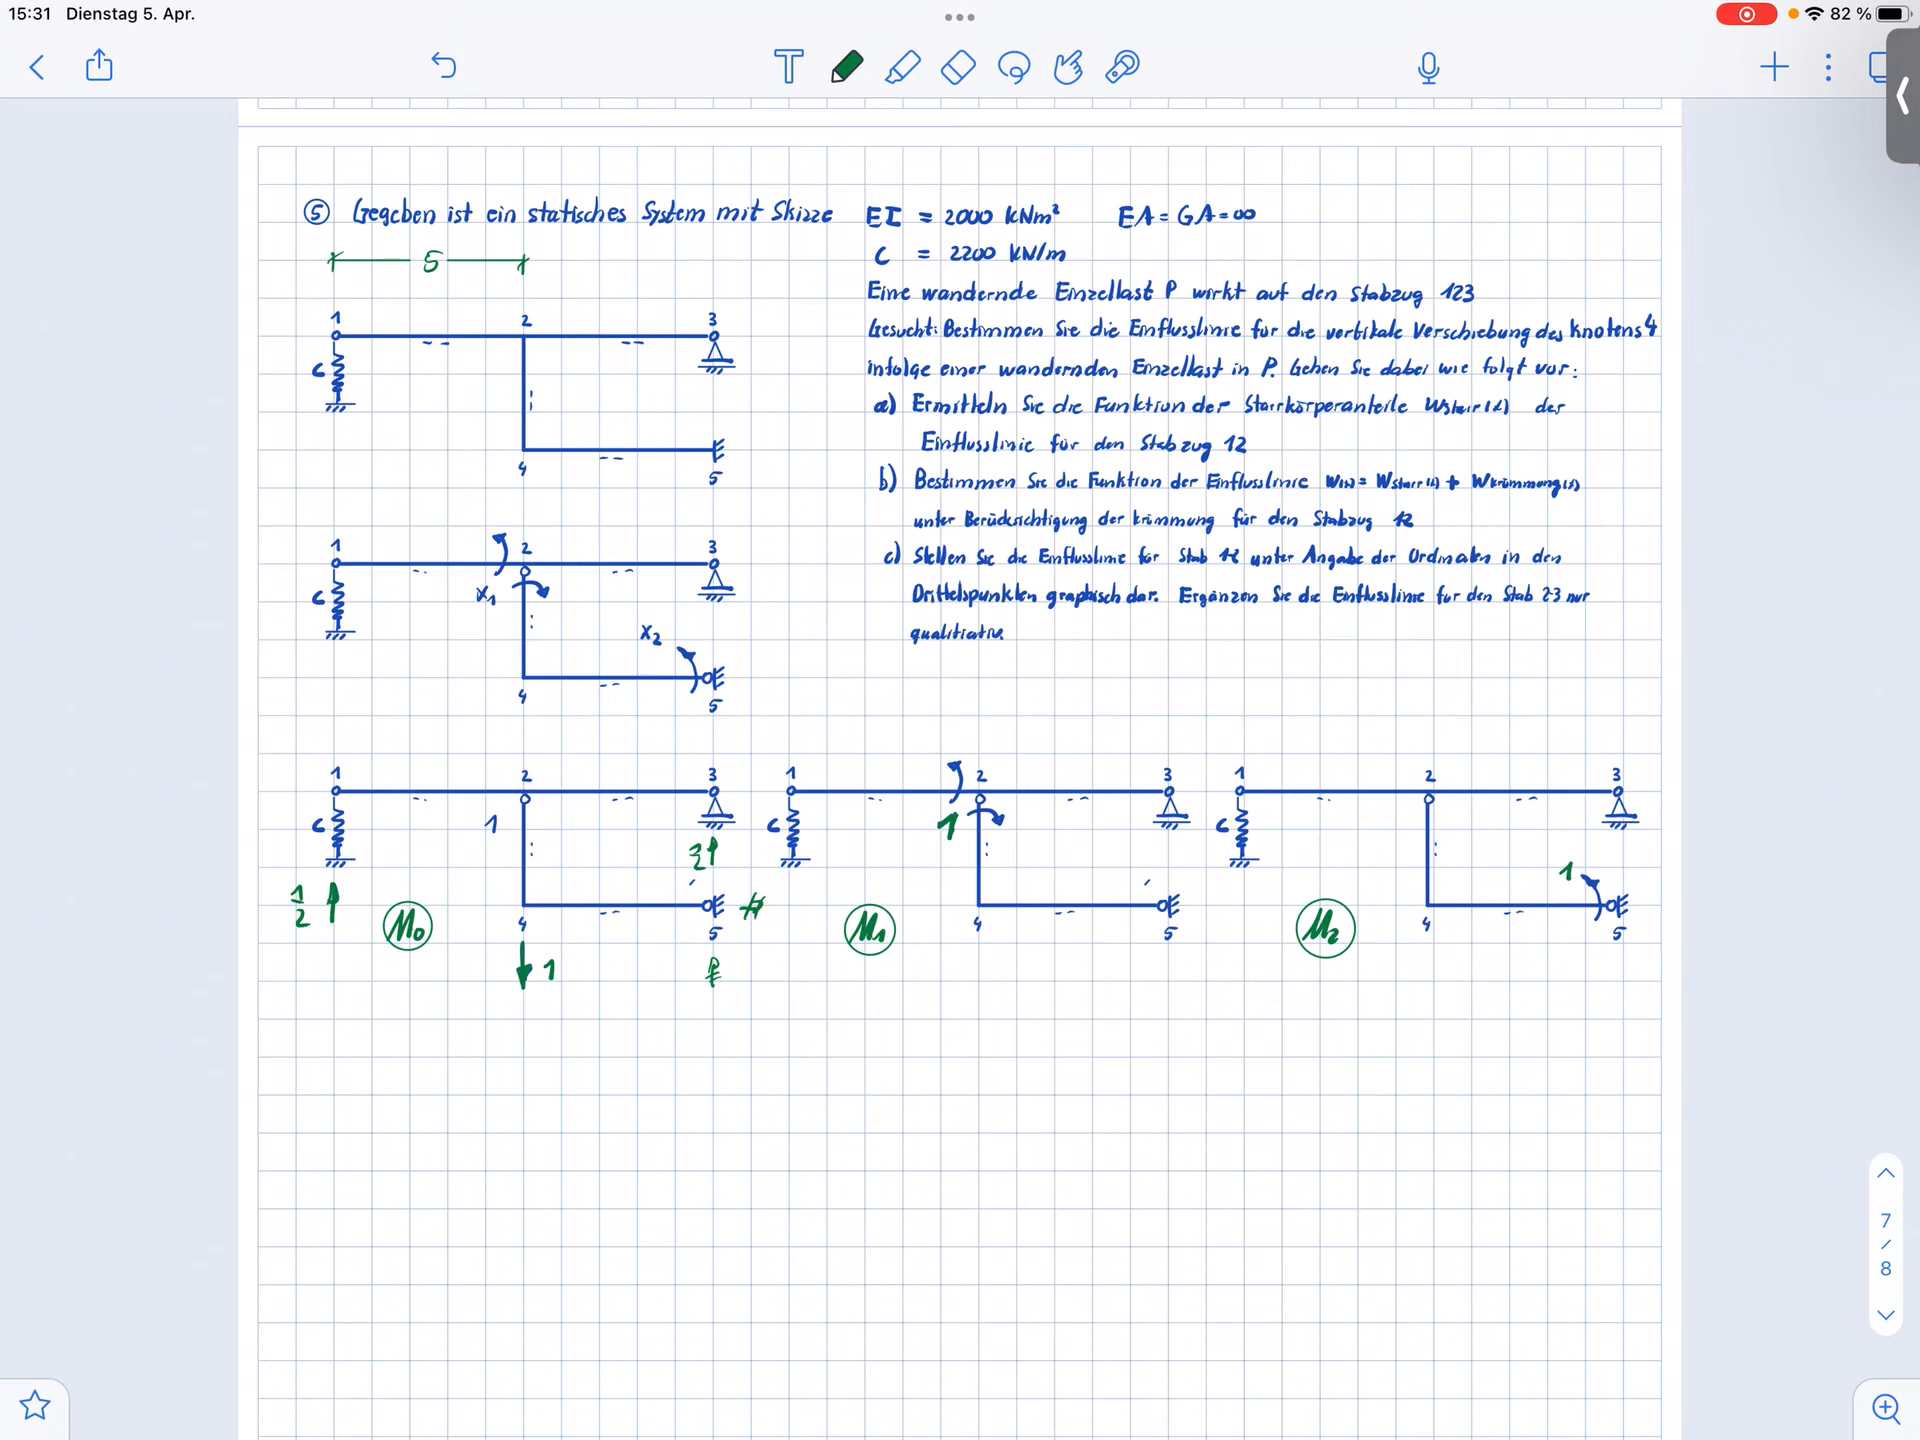 15:31 Dienstag 5. Apr.
82 %
⑤ Gegeben ist ein statisches System mit Skizze
EI = 2000 kNm² EA = GA = ∞
C = 2200 kN/m
5
Eine wandernde Einzellast P wirkt auf den Stabzug 123
Gesucht: Bestimmen Sie die Einflusslinie für die vertikale Verschiebung des Knotens 4
infolge einer wandernden Einzellast in P. Gehen Sie dabei wie folgt vor:
a) Ermitteln Sie die Funktion der Starrkörperanteile Wstarr(x) der
Einflusslinie für den Stabzug 12
b) Bestimmen Sie die Funktion der Einflusslinie W(x) = Wstarr(x) + Wkrümmung(x)
unter Berücksichtigung der krümmung für den Stabzug 12
c) Stellen Sie die Einflusslinie für Stab 12 unter Angabe der Ordinaten in den
Drittelspunkten graphisch dar. Ergänzen Sie die Einflusslinie für den Stab 2-3 nur
qualitativ.
1 2 3
C
4 5
1 2 3
C X₁
X₂
4 5
1 2 3
C 1
1/2
M₀
4 5
1
1 2 3
C 1
M₁
4 5
1 2 3
C
1
M₂
4 5
7
/
8